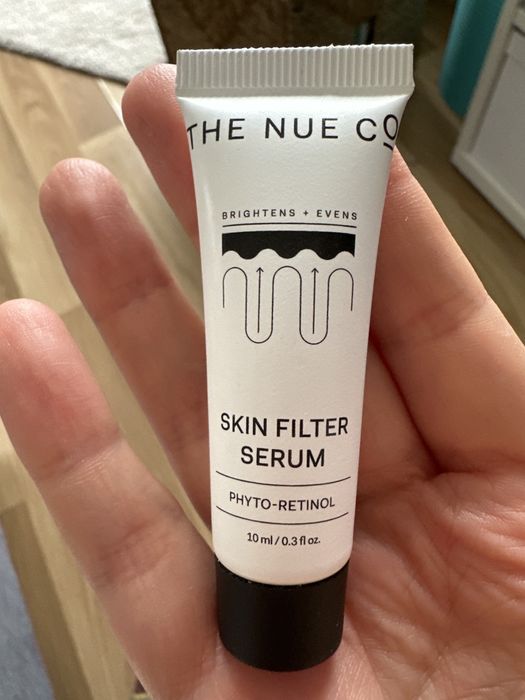 THE NUE CO
BRIGHTENS + EVENS
SKIN FILTER
SERUM
PHYTO-RETINOL
10 ml / 0.3 fl oz.